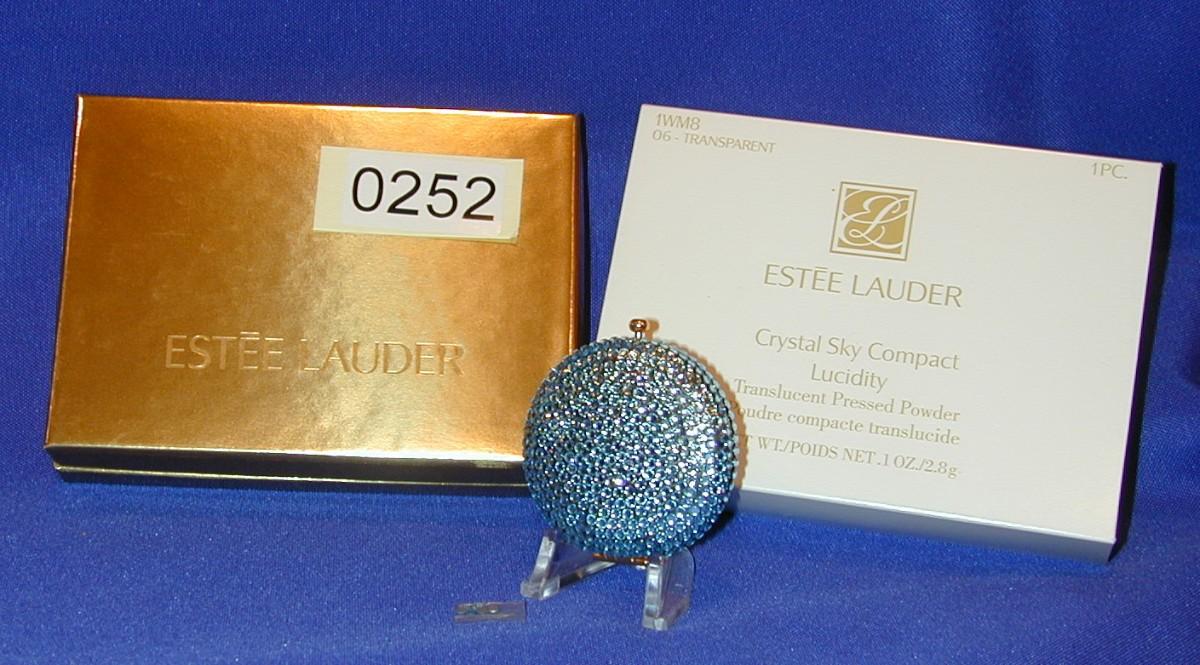 0252
ESTĒE LAUDER
1WM8
06 - TRANSPARENT
1PC.
EL
ESTĒE LAUDER
Crystal Sky Compact
Lucidity
Translucent Pressed Powder
oudre compacte translucide
T WT./POIDS NET .1 OZ./2.8g